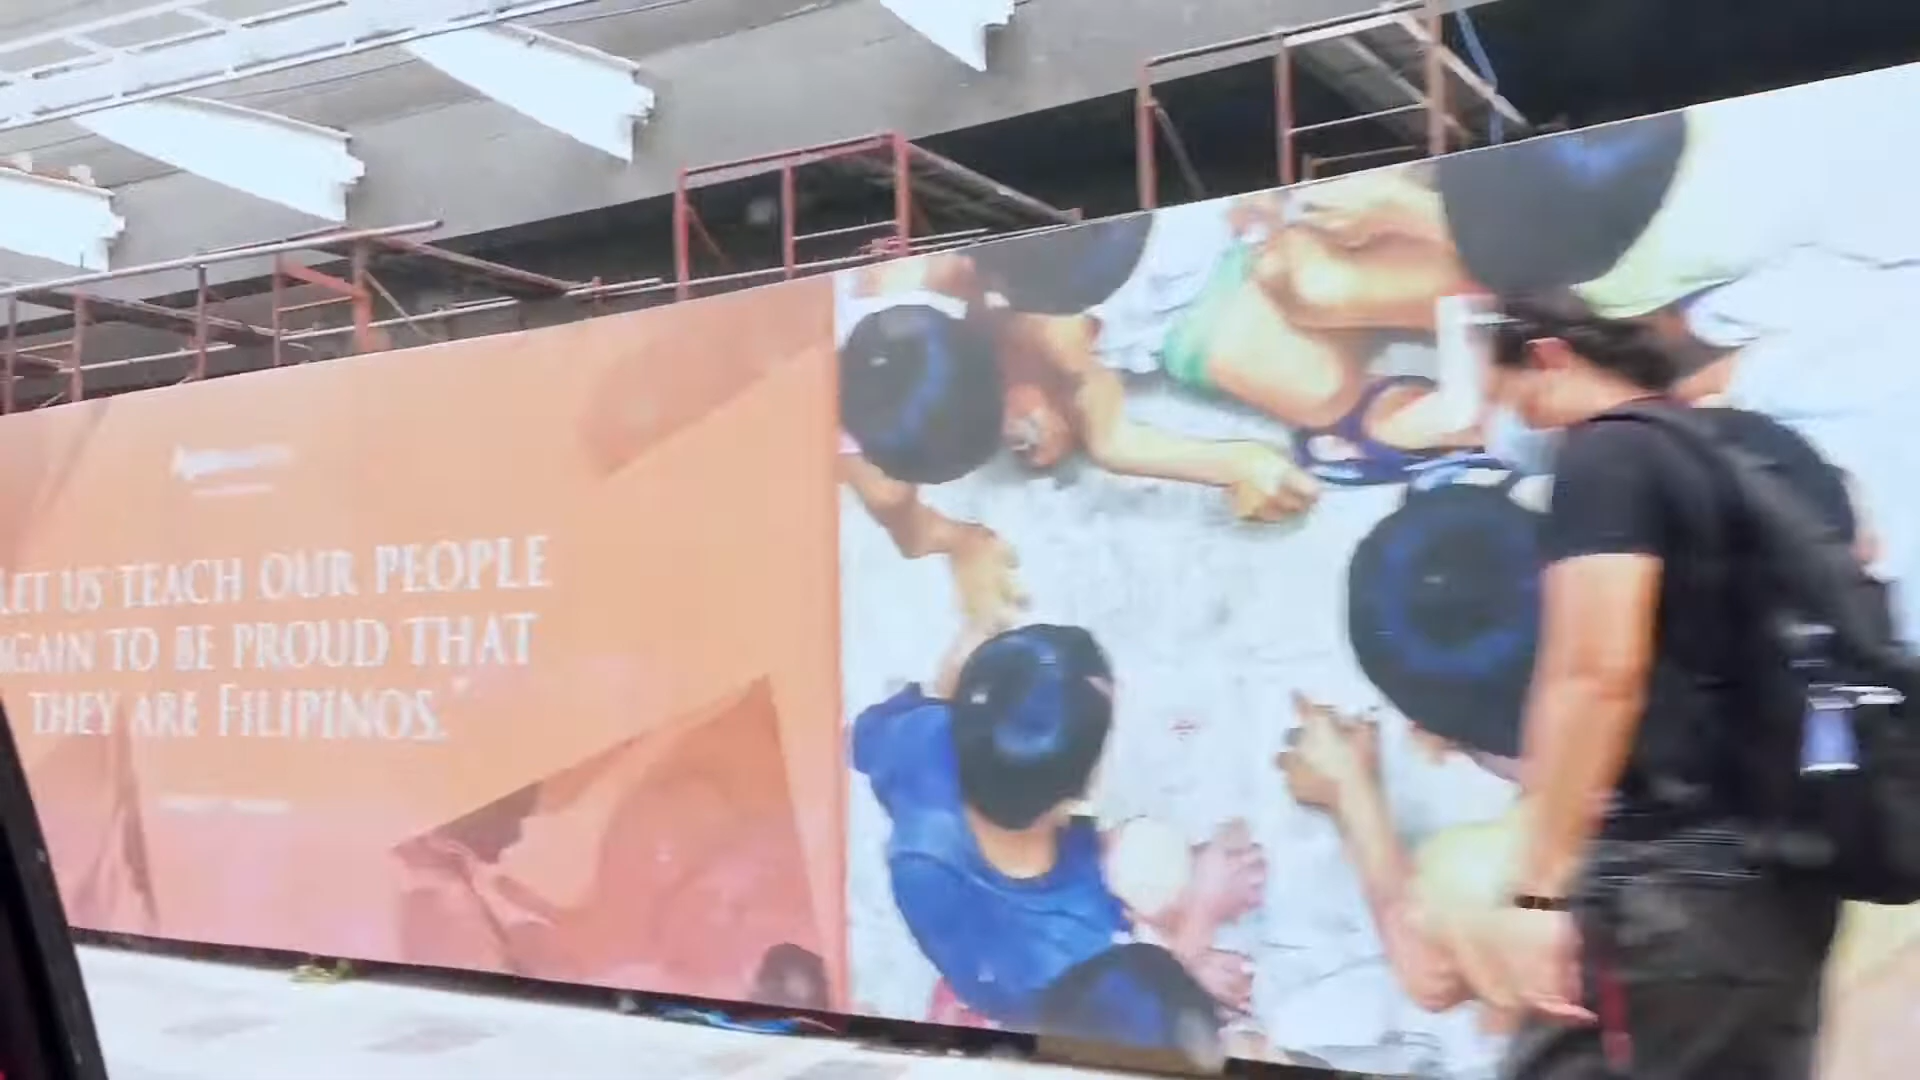 LET US TEACH OUR PEOPLE
AGAIN TO BE PROUD THAT
THEY ARE FILIPINOS."